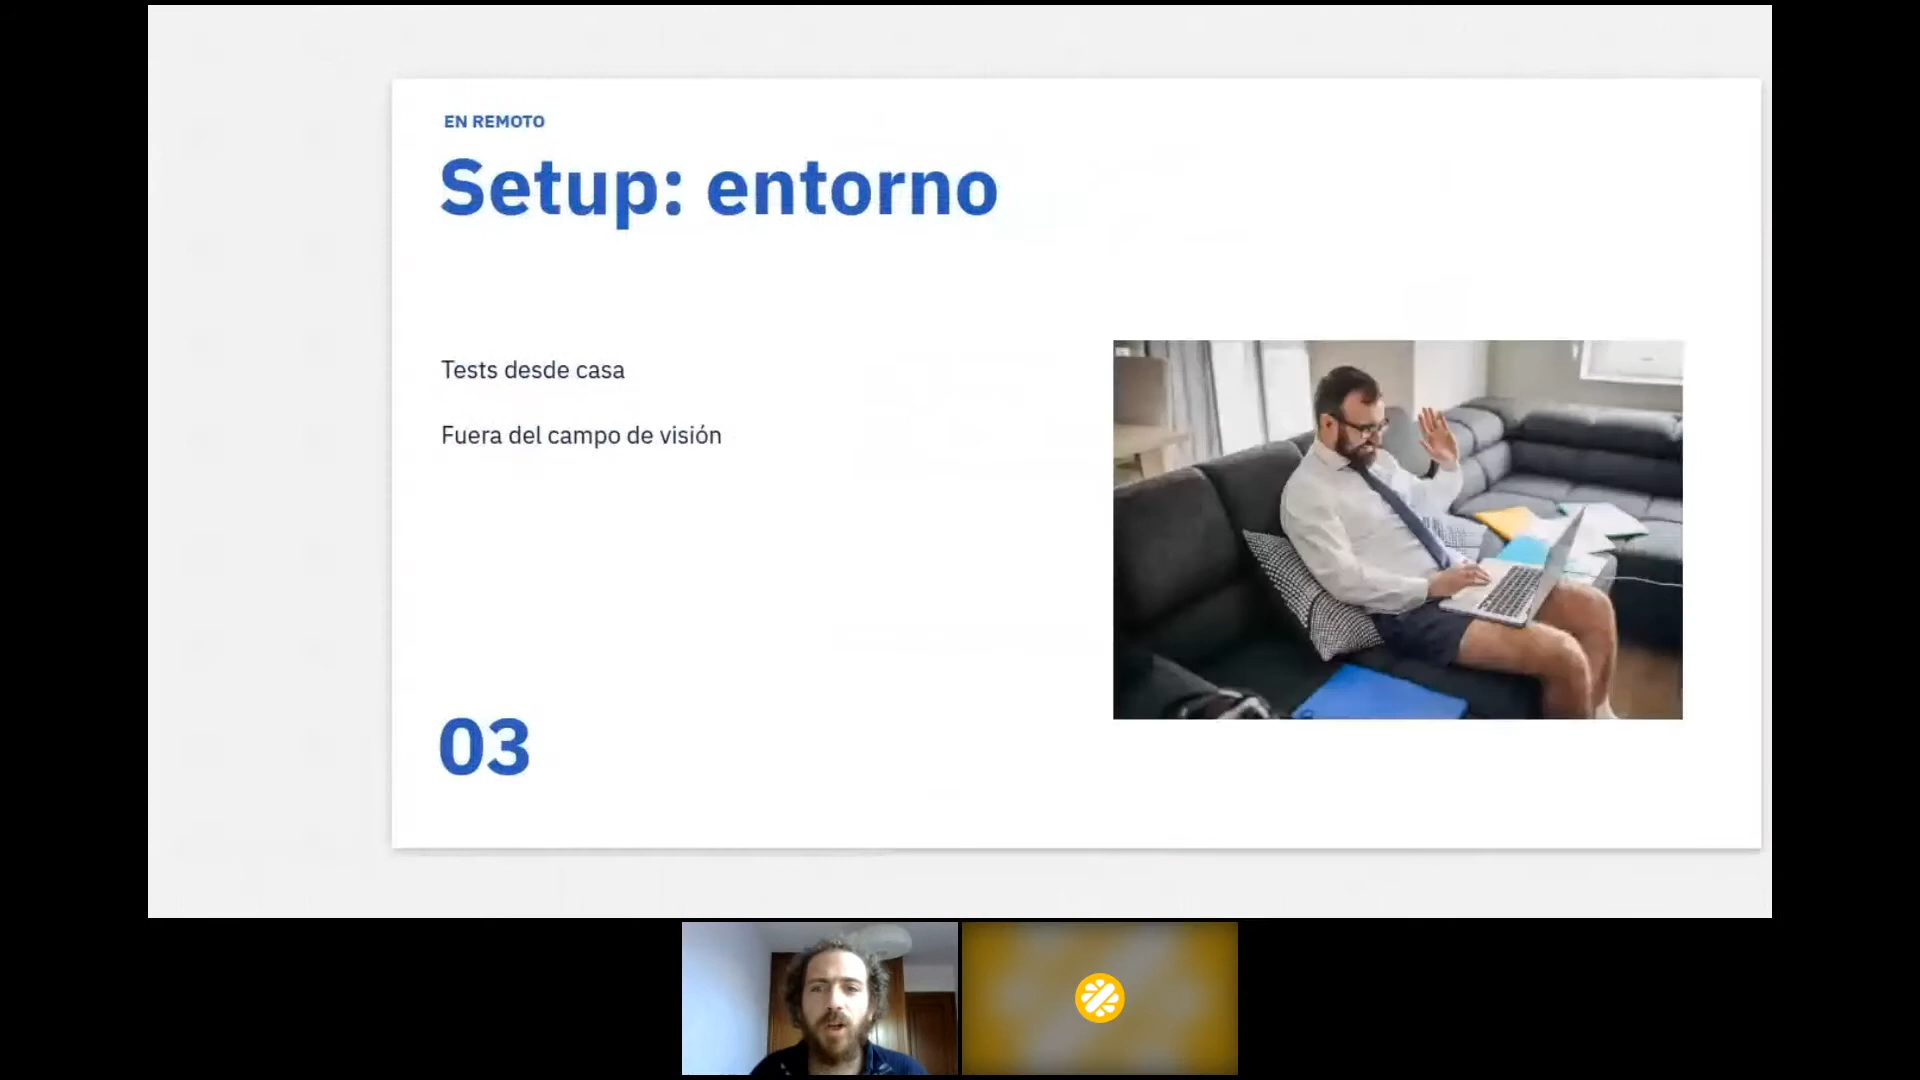 EN REMOTO
Setup: entorno
Tests desde casa
Fuera del campo de visión
03